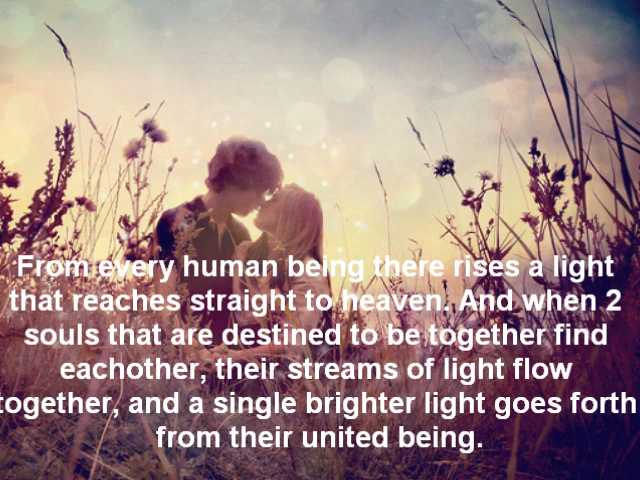 From every human being there rises a light
that reaches straight to heaven. And when 2
souls that are destined to be together find
eachother, their streams of light flow
together, and a single brighter light goes forth
from their united being.